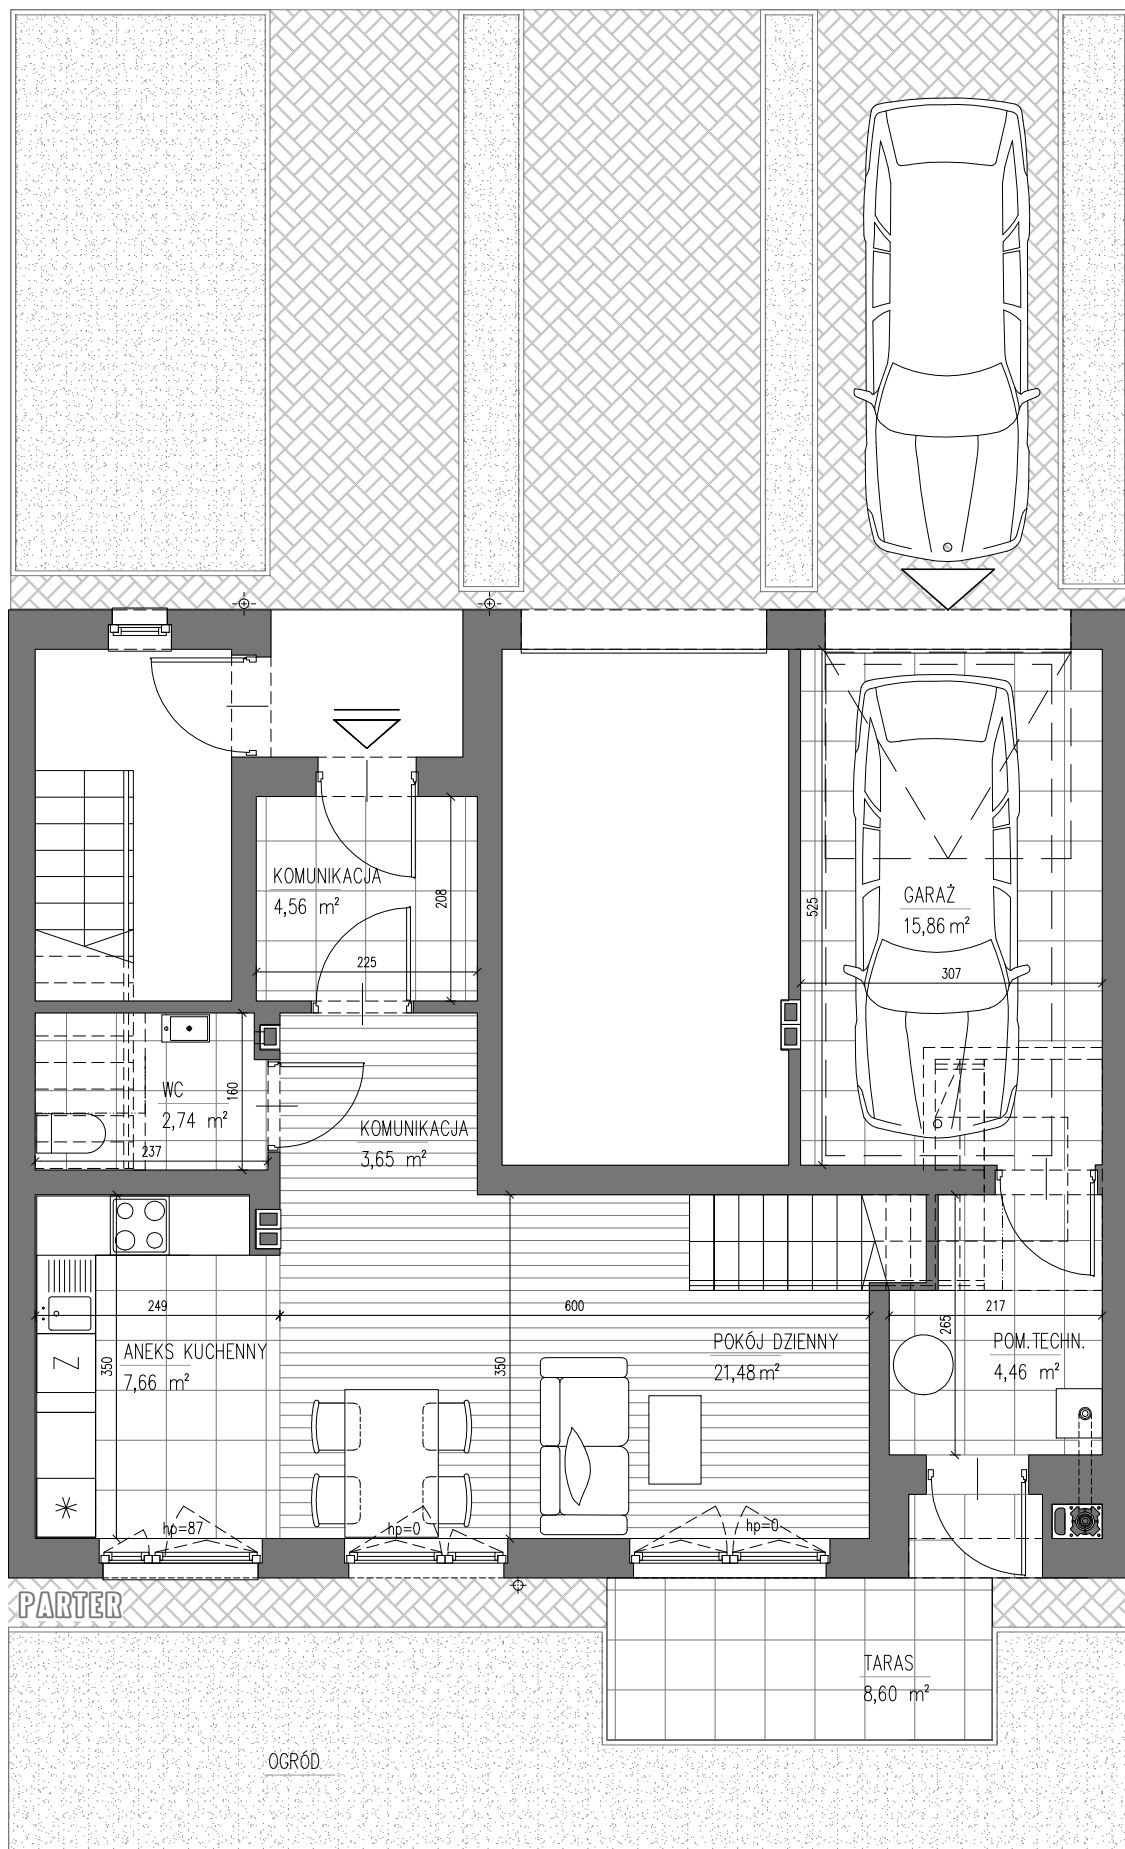 KOMUNIKACJA
4,56 m²
208
225
GARAŻ
15,86 m²
525
307
WC
2,74 m²
160
237
KOMUNIKACJA
3,65 m²
249
600
217
265
ANEKS KUCHENNY
7,66 m²
350
350
Z
POKÓJ DZIENNY
21,48 m²
POM.TECHN.
4,46 m²
hp=87
hp=0
hp=0
PARTER
TARAS
8,60 m²
OGRÓD